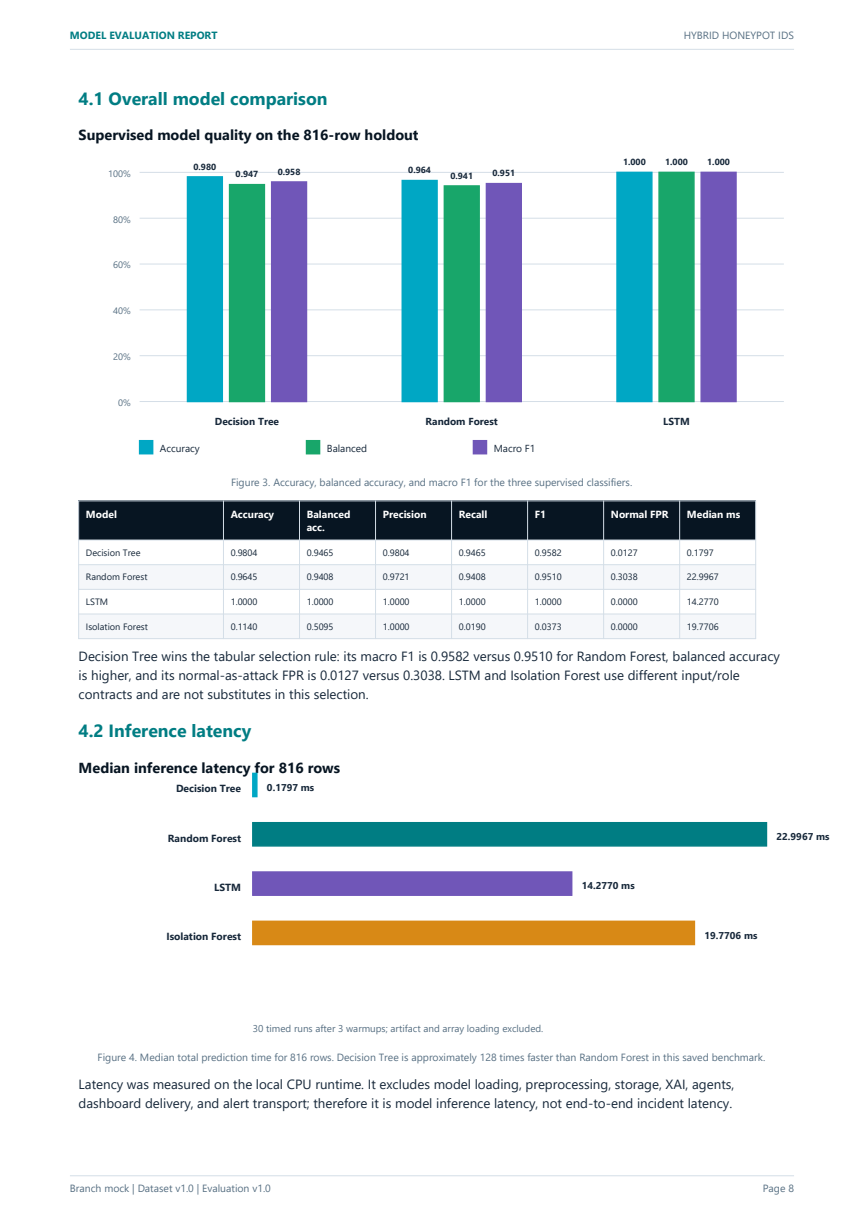 MODEL EVALUATION REPORT
HYBRID HONEYPOT IDS
4.1 Overall model comparison
Supervised model quality on the 816-row holdout
0.980 0.947 0.958 0.964 0.941 0.951 1.000 1.000 1.000
100%
80%
60%
40%
20%
0%
Decision Tree Random Forest LSTM
Accuracy Balanced Macro F1
Figure 3. Accuracy, balanced accuracy, and macro F1 for the three supervised classifiers.
Model Accuracy Balanced acc. Precision Recall F1 Normal FPR Median ms
Decision Tree 0.9804 0.9465 0.9804 0.9465 0.9582 0.0127 0.1797
Random Forest 0.9645 0.9408 0.9721 0.9408 0.9510 0.3038 22.9967
LSTM 1.0000 1.0000 1.0000 1.0000 1.0000 0.0000 14.2770
Isolation Forest 0.1140 0.5095 1.0000 0.0190 0.0373 0.0000 19.7706
Decision Tree wins the tabular selection rule: its macro F1 is 0.9582 versus 0.9510 for Random Forest, balanced accuracy
is higher, and its normal-as-attack FPR is 0.0127 versus 0.3038. LSTM and Isolation Forest use different input/role
contracts and are not substitutes in this selection.
4.2 Inference latency
Median inference latency for 816 rows
Decision Tree 0.1797 ms
Random Forest 22.9967 ms
LSTM 14.2770 ms
Isolation Forest 19.7706 ms
30 timed runs after 3 warmups; artifact and array loading excluded.
Figure 4. Median total prediction time for 816 rows. Decision Tree is approximately 128 times faster than Random Forest in this saved benchmark.
Latency was measured on the local CPU runtime. It excludes model loading, preprocessing, storage, XAI, agents,
dashboard delivery, and alert transport; therefore it is model inference latency, not end-to-end incident latency.
Branch mock | Dataset v1.0 | Evaluation v1.0
Page 8